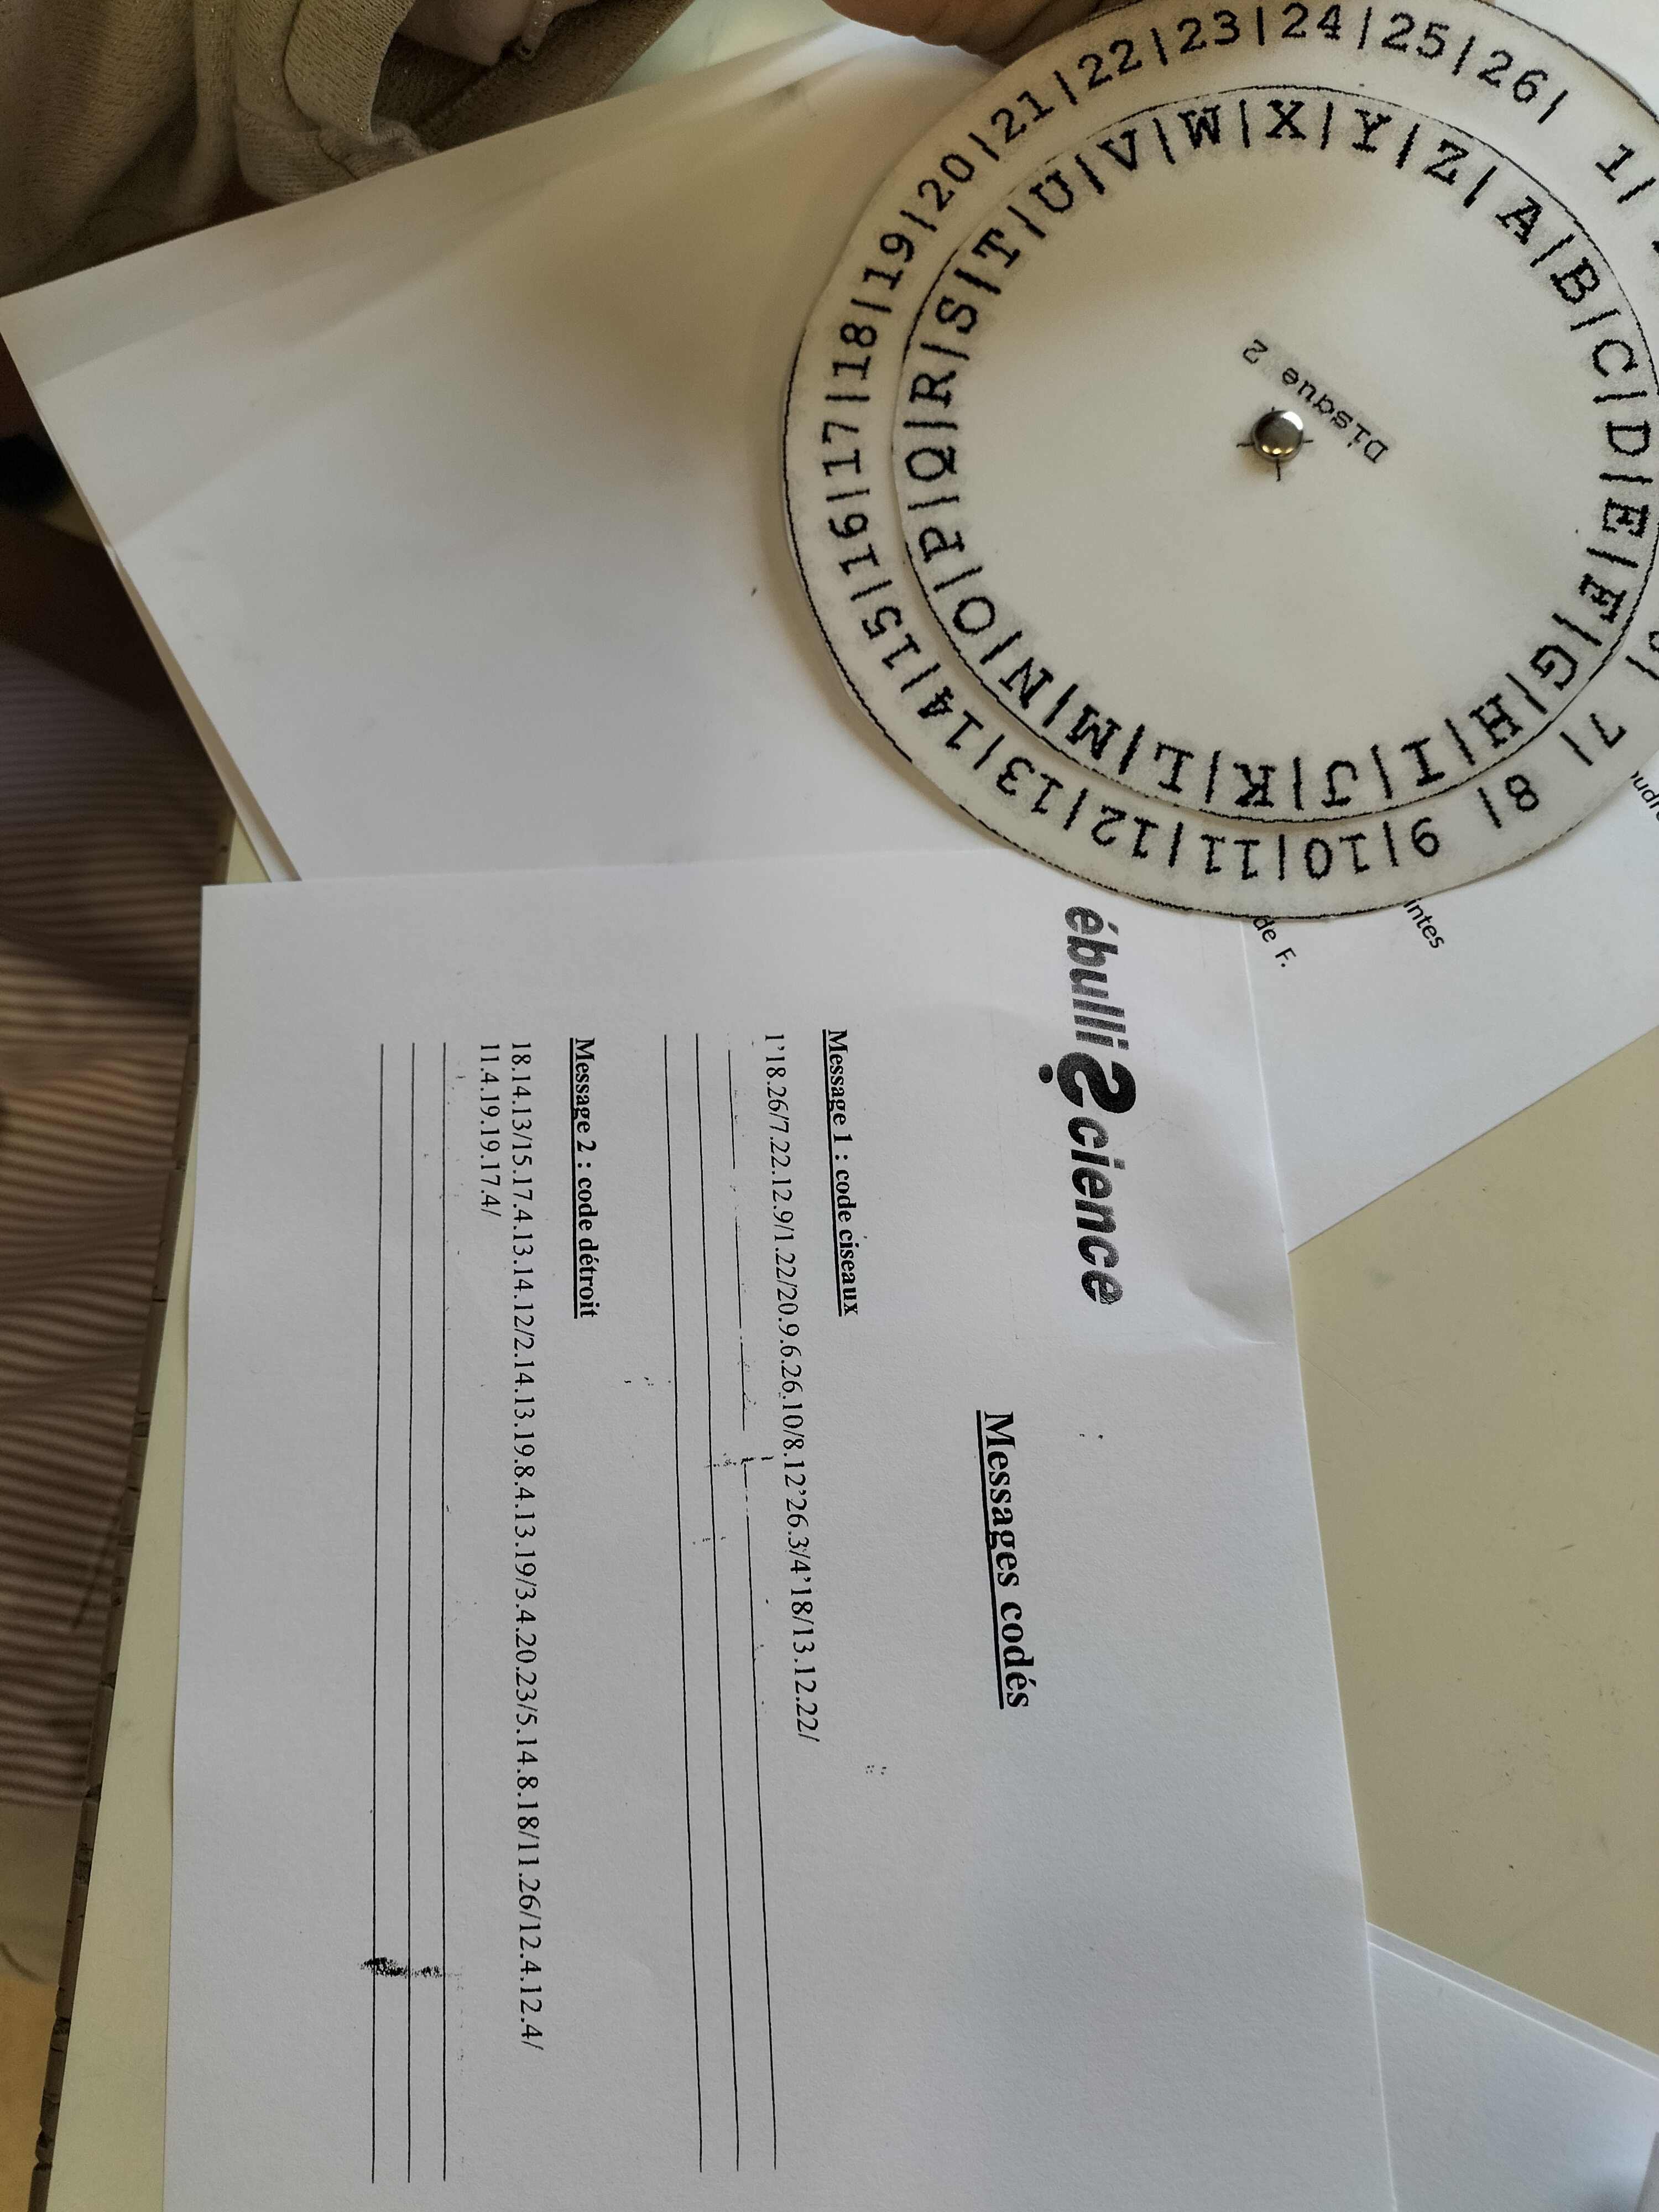 21|22|23|24|25|26| 1|
20|19|18|17|16|15|14|13|12|11|10|9| 8| 7|
A|B|C|D|E|F|G|H|I|J|K|L|M|N|O|P|Q|R|S|T|U|V|W|X|Y|Z|
Disque 2
de F.
ébulliScience
Messages codés
Message 1 : code ciseaux
1’18.26/7.22.12.9/1.22/20.9.6.26.10/8.12’26.3/4’18/13.12.22/
Message 2 : code détroit
18.14.13/15.17.4.13.14.12/2.14.13.19.8.4.13.19/3.4.20.23/5.14.8.18/11.26/12.4.12.4/
11.4.19.19.17.4/